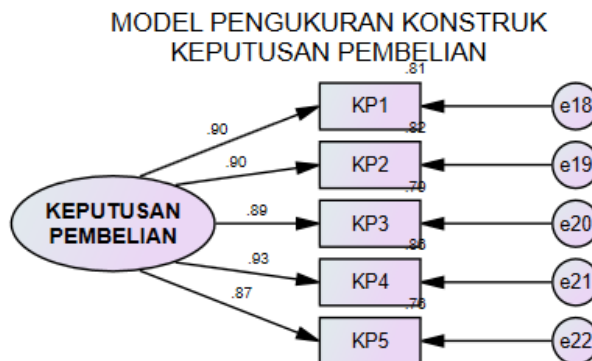 MODEL PENGUKURAN KONSTRUK
KEPUTUSAN PEMBELIAN
.81
KP1
e18
.90
.82
KP2
e19
.90
.79
KP3
e20
.89
KEPUTUSAN
PEMBELIAN
.86
KP4
e21
.93
.76
KP5
e22
.87